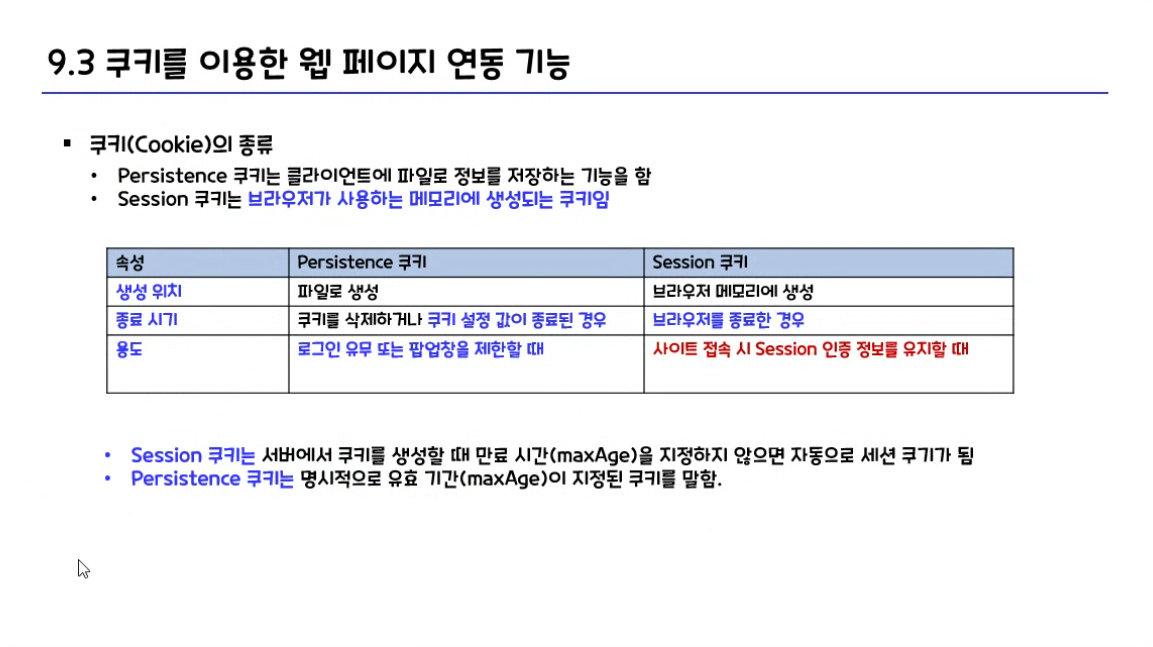 9.3 쿠키를 이용한 웹 페이지 연동 기능
▪ 쿠키(Cookie)의 종류
• Persistence 쿠키는 클라이언트에 파일로 정보를 저장하는 기능을 함
• Session 쿠키는 브라우저가 사용하는 메모리에 생성되는 쿠키임
속성 Persistence 쿠키 Session 쿠키
생성 위치 파일로 생성 브라우저 메모리에 생성
종료 시기 쿠키를 삭제하거나 쿠키 설정 값이 종료된 경우 브라우저를 종료한 경우
용도 로그인 유무 또는 팝업창을 제한할 때 사이트 접속 시 Session 인증 정보를 유지할 때
• Session 쿠키는 서버에서 쿠키를 생성할 때 만료 시간(maxAge)을 지정하지 않으면 자동으로 세션 쿠기가 됨
• Persistence 쿠키는 명시적으로 유효 기간(maxAge)이 지정된 쿠키를 말함.